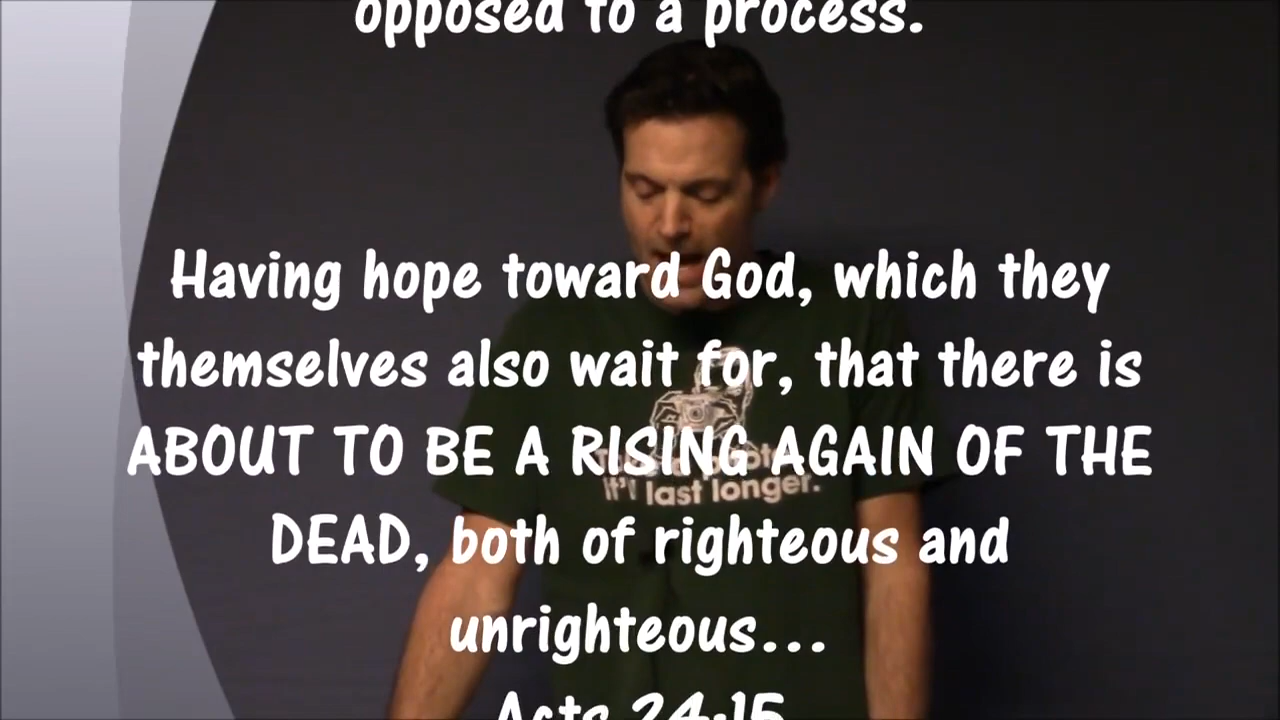 opposed to a process.
Having hope toward God, which they
themselves also wait for, that there is
ABOUT TO BE A RISING AGAIN OF THE
DEAD, both of righteous and
unrighteous...
Acts 24:15
last longer.